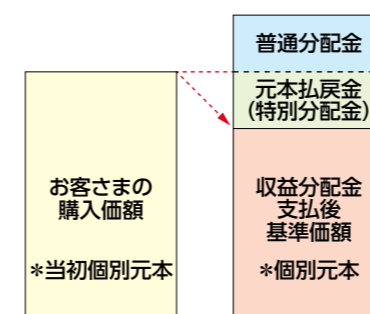 普通分配金
元本払戻金
(特別分配金)
お客さまの
購入価額
*当初個別元本
収益分配金
支払後
基準価額
*個別元本